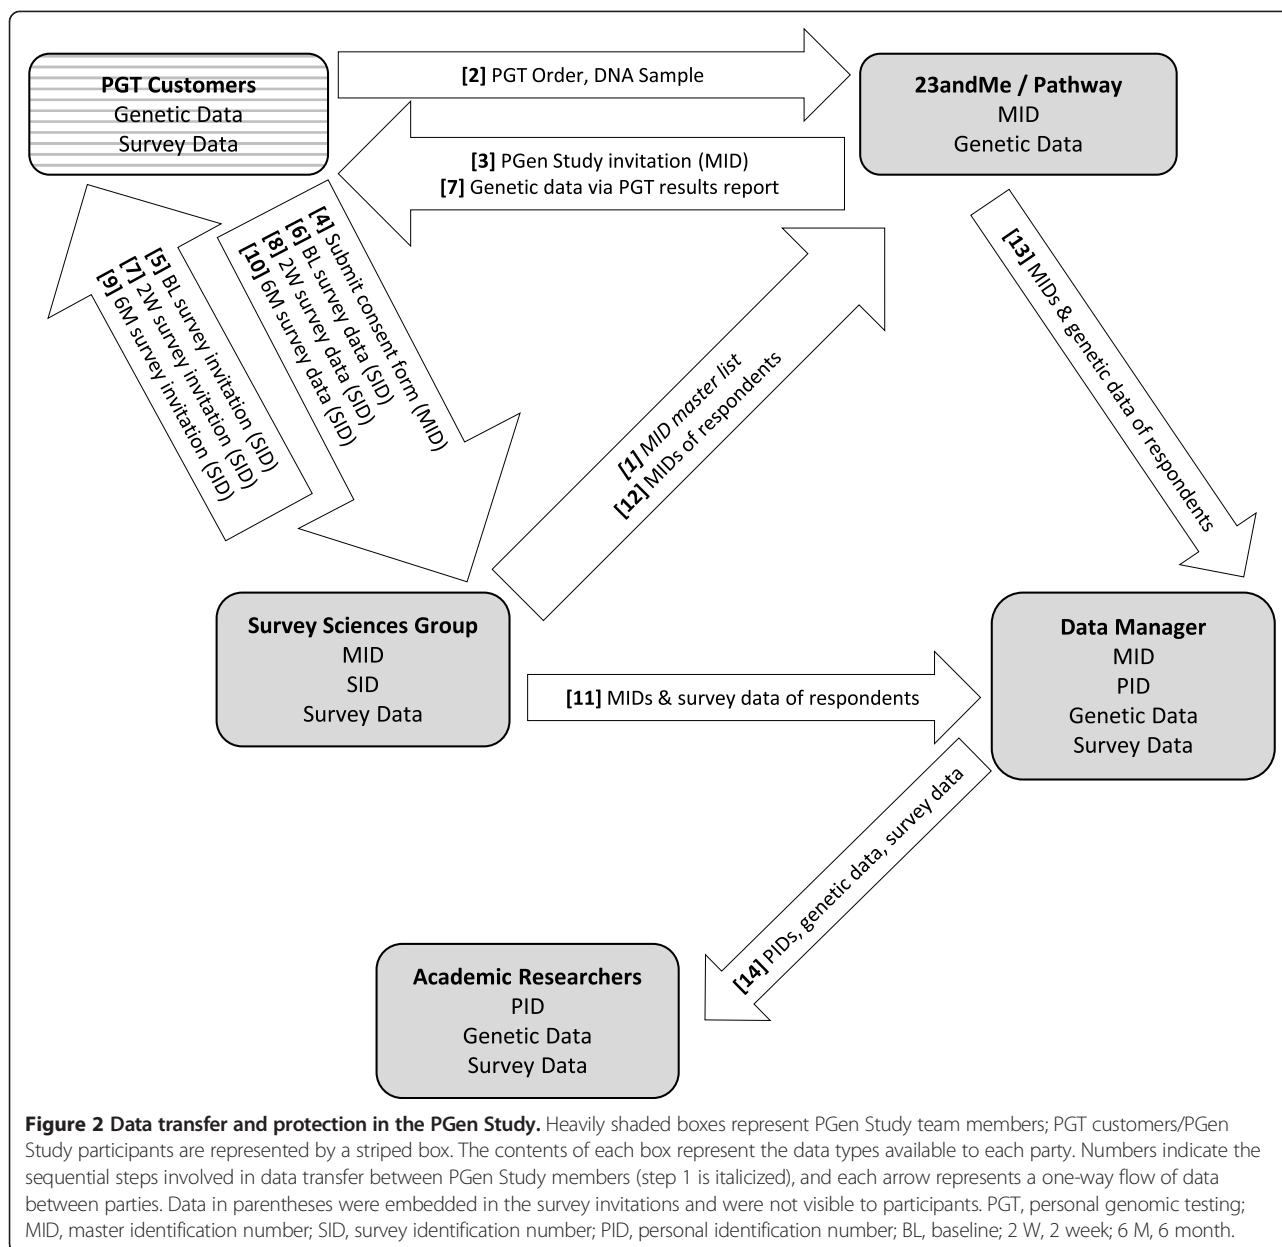 PGT Customers
Genetic Data
Survey Data
[2] PGT Order, DNA Sample
23andMe / Pathway
MID
Genetic Data
[3] PGen Study invitation (MID)
[7] Genetic data via PGT results report
[5] BL survey invitation (SID)
[7] 2W survey invitation (SID)
[9] 6M survey invitation (SID)
[4] Submit consent form (MID)
[6] BL survey data (SID)
[8] 2W survey data (SID)
[10] 6M survey data (SID)
[1] MID master list
[12] MIDs of respondents
[13] MIDs & genetic data of respondents
Survey Sciences Group
MID
SID
Survey Data
[11] MIDs & survey data of respondents
Data Manager
MID
PID
Genetic Data
Survey Data
[14] PIDs, genetic data, survey data
Academic Researchers
PID
Genetic Data
Survey Data
Figure 2 Data transfer and protection in the PGen Study. Heavily shaded boxes represent PGen Study team members; PGT customers/PGen
Study participants are represented by a striped box. The contents of each box represent the data types available to each party. Numbers indicate the
sequential steps involved in data transfer between PGen Study members (step 1 is italicized), and each arrow represents a one-way flow of data
between parties. Data in parentheses were embedded in the survey invitations and were not visible to participants. PGT, personal genomic testing;
MID, master identification number; SID, survey identification number; PID, personal identification number; BL, baseline; 2 W, 2 week; 6 M, 6 month.